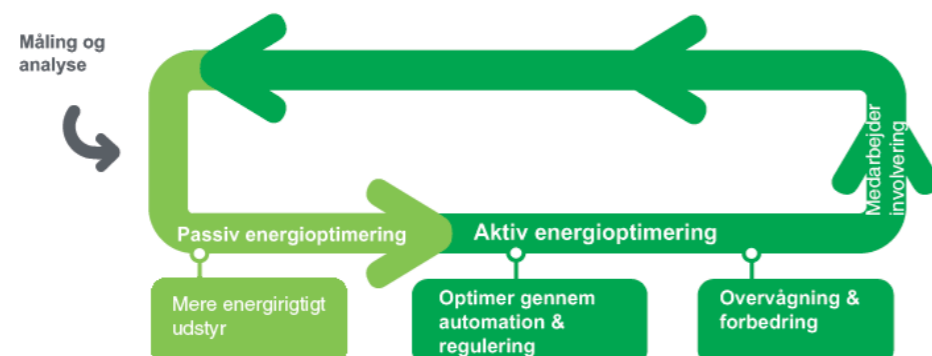 Måling og
analyse
Medarbejder
involvering
Passiv energioptimering
Aktiv energioptimering
Mere energirigtigt
udstyr
Optimer gennem
automation &
regulering
Overvågning &
forbedring